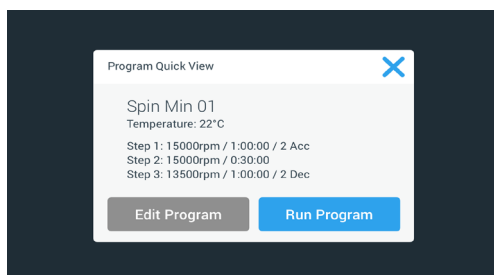 Program Quick View
Spin Min 01
Temperature: 22°C
Step 1: 15000rpm / 1:00:00 / 2 Acc
Step 2: 15000rpm / 0:30:00
Step 3: 13500rpm / 1:00:00 / 2 Dec
Edit Program
Run Program